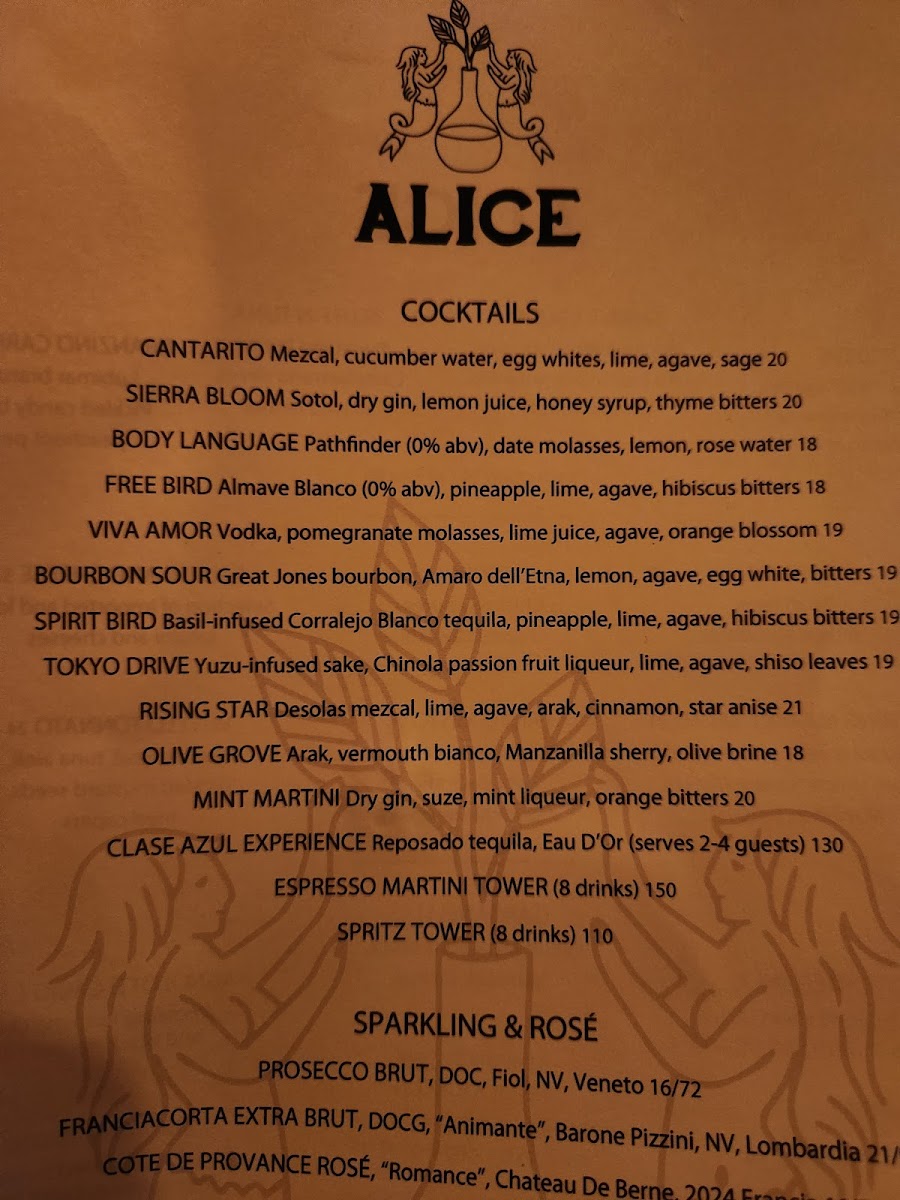 ALICE
COCKTAILS
CANTARITO Mezcal, cucumber water, egg whites, lime, agave, sage 20
SIERRA BLOOM Sotol, dry gin, lemon juice, honey syrup, thyme bitters 20
BODY LANGUAGE Pathfinder (0% abv), date molasses, lemon, rose water 18
FREE BIRD Almave Blanco (0% abv), pineapple, lime, agave, hibiscus bitters 18
VIVA AMOR Vodka, pomegranate molasses, lime juice, agave, orange blossom 19
BOURBON SOUR Great Jones bourbon, Amaro dell'Etna, lemon, agave, egg white, bitters 19
SPIRIT BIRD Basil-infused Corralejo Blanco tequila, pineapple, lime, agave, hibiscus bitters 19
TOKYO DRIVE Yuzu-infused sake, Chinola passion fruit liqueur, lime, agave, shiso leaves 19
RISING STAR Desolas mezcal, lime, agave, arak, cinnamon, star anise 21
OLIVE GROVE Arak, vermouth bianco, Manzanilla sherry, olive brine 18
MINT MARTINI Dry gin, suze, mint liqueur, orange bitters 20
CLASE AZUL EXPERIENCE Reposado tequila, Eau D'Or (serves 2-4 guests) 130
ESPRESSO MARTINI TOWER (8 drinks) 150
SPRITZ TOWER (8 drinks) 110
SPARKLING & ROSÉ
PROSECCO BRUT, DOC, Fiol, NV, Veneto 16/72
FRANCIACORTA EXTRA BRUT, DOCG, "Animante", Barone Pizzini, NV, Lombardia 21/
COTE DE PROVANCE ROSÉ, "Romance", Chateau De Berne, 2024